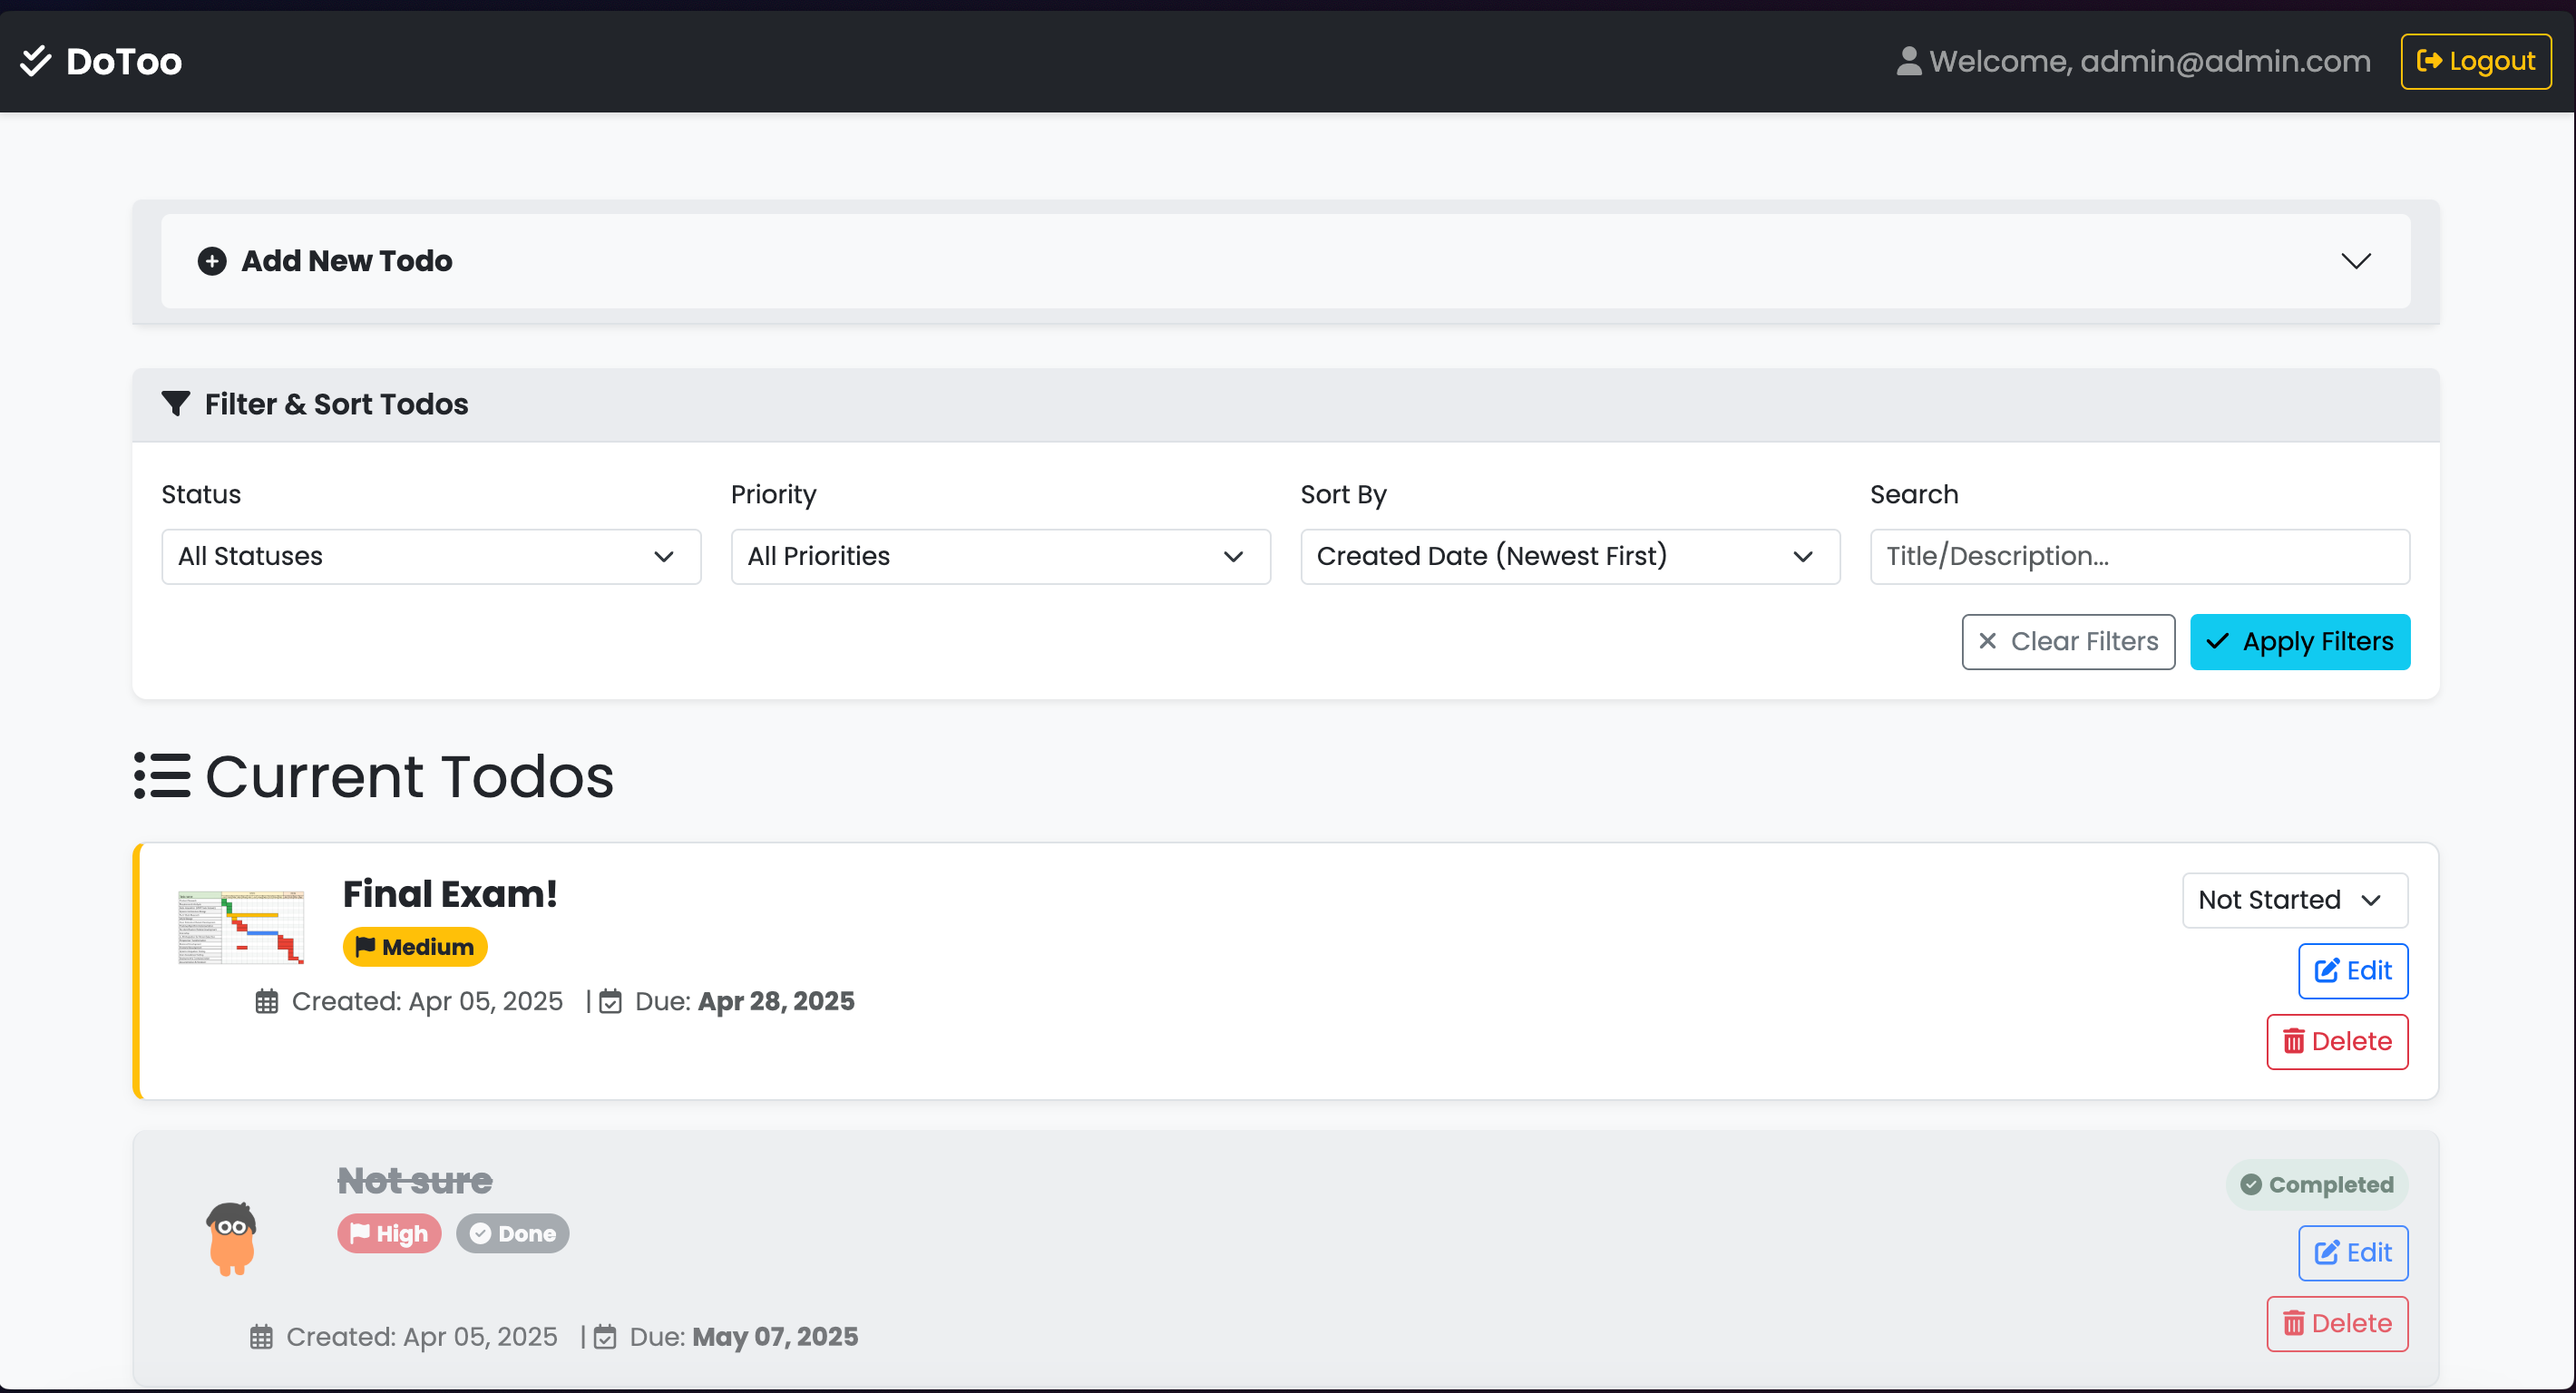 DoToo
Welcome, admin@admin.com
Logout
Add New Todo
Filter & Sort Todos
Status
Priority
Sort By
Search
All Statuses
All Priorities
Created Date (Newest First)
Title/Description...
Clear Filters
Apply Filters
Current Todos
Final Exam!
Medium
Created: Apr 05, 2025 | Due: Apr 28, 2025
Not Started
Edit
Delete
Not sure
High
Done
Created: Apr 05, 2025 | Due: May 07, 2025
Completed
Edit
Delete